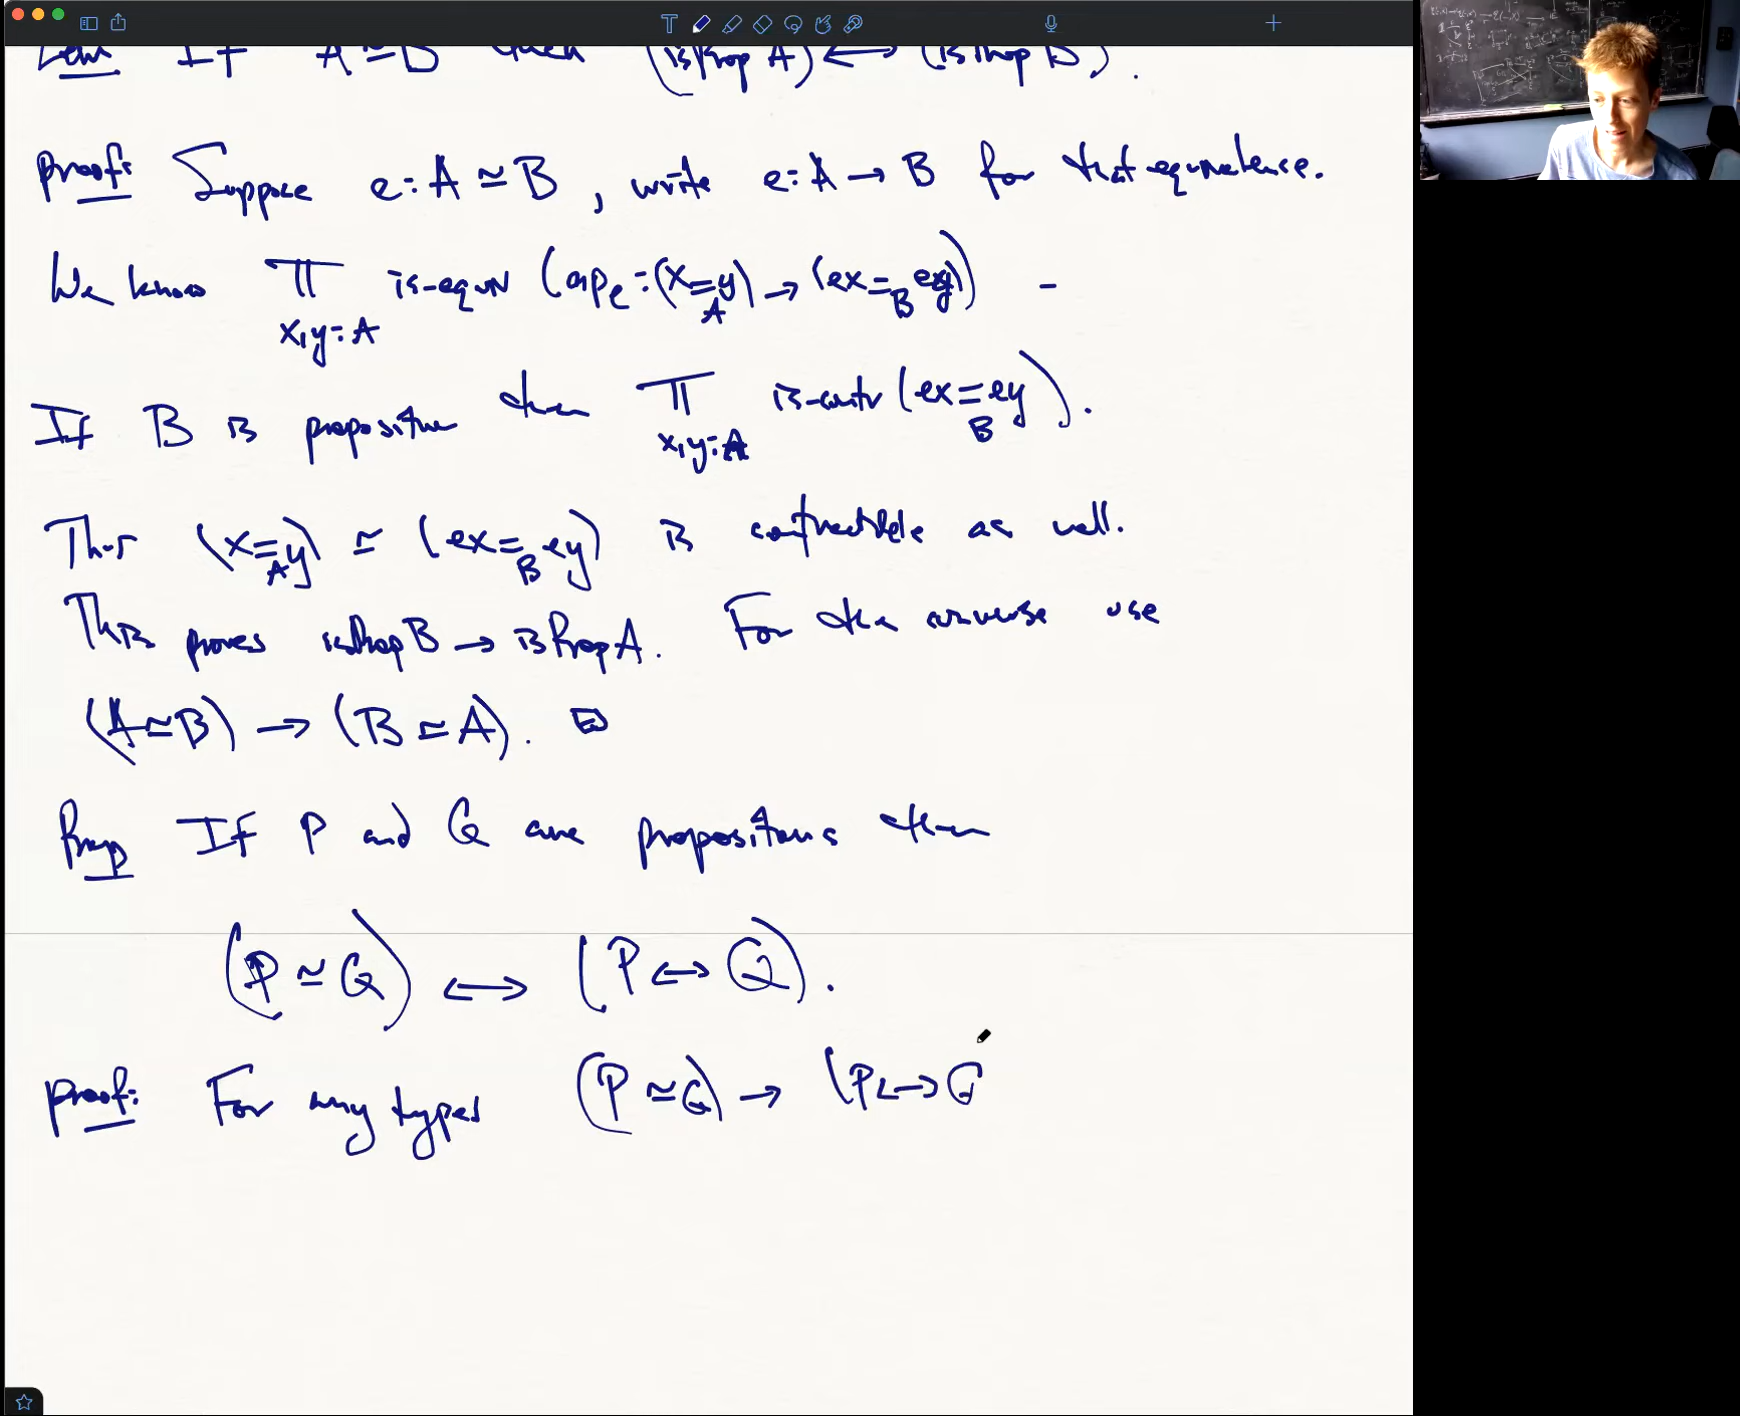 Lem If A ≃ B then (isProp A) ⟷ (isProp B).
Proof: Suppose e: A ≃ B, write e: A → B for that equivalence.
We know Π is-equiv (ap_e : (x =_A y) → (ex =_B ey)) -
x,y:A
If B is proposition then Π is-contr (ex =_B ey).
x,y:A
Thus (x =_A y) ≃ (ex =_B ey) is contractible as well.
This proves isProp B → isProp A. For the converse use
(A ≃ B) → (B ≃ A). □
Prop If P and Q are propositions then
(P ≃ Q) ⟷ (P ⟷ Q).
Proof: For any types (P ≃ Q) → (P ⟷ Q